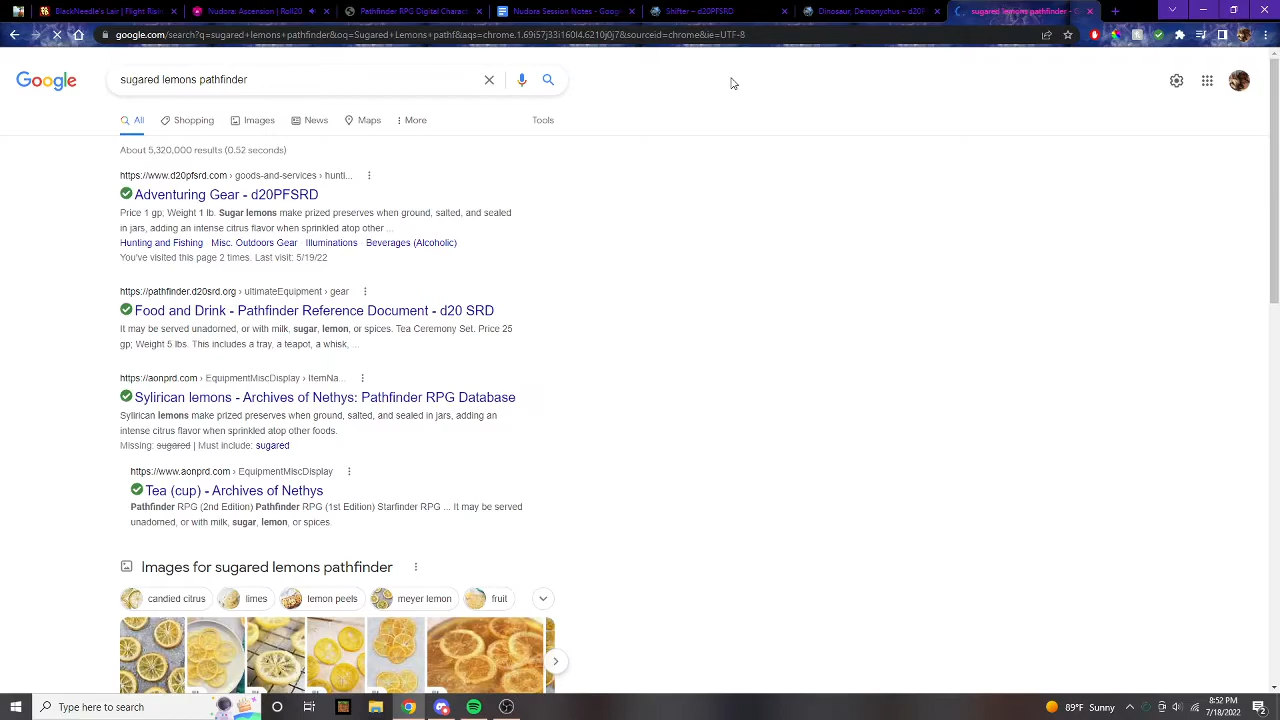 BlackNeedle's Lair | Flight Risin
Nudora: Ascension | Roll20
Pathfinder RPG Digital Charact
Nudora Session Notes - Google
Shifter – d20PFSRD
Dinosaur, Deinonychus – d20PF
sugared lemons pathfinder - G
google.com/search?q=sugared+lemons+pathfinder&oq=Sugared+Lemons+pathf&aqs=chrome.1.69i57j33i160l4.6210j0j7&sourceid=chrome&ie=UTF-8
Google
sugared lemons pathfinder
All
Shopping
Images
News
Maps
More
Tools
About 5,320,000 results (0.52 seconds)
https://www.d20pfsrd.com › goods-and-services › hunti...
Adventuring Gear - d20PFSRD
Price 1 gp; Weight 1 lb. Sugar lemons make prized preserves when ground, salted, and sealed
in jars, adding an intense citrus flavor when sprinkled atop other ...
Hunting and Fishing · Misc. Outdoors Gear · Illuminations · Beverages (Alcoholic)
You've visited this page 2 times. Last visit: 5/19/22
https://pathfinder.d20srd.org › ultimateEquipment › gear
Food and Drink - Pathfinder Reference Document - d20 SRD
It may be served unadorned, or with milk, sugar, lemon, or spices. Tea Ceremony Set. Price 25
gp; Weight 5 lbs. This includes a tray, a teapot, a whisk, ...
https://aonprd.com › EquipmentMiscDisplay › ItemNa...
Sylirican lemons - Archives of Nethys: Pathfinder RPG Database
Sylirican lemons make prized preserves when ground, salted, and sealed in jars, adding an
intense citrus flavor when sprinkled atop other foods.
Missing: sugared | Must include: sugared
https://www.aonprd.com › EquipmentMiscDisplay
Tea (cup) - Archives of Nethys
Pathfinder RPG (2nd Edition) Pathfinder RPG (1st Edition) Starfinder RPG ... It may be served
unadorned, or with milk, sugar, lemon, or spices.
Images for sugared lemons pathfinder
candied citrus
limes
lemon peels
meyer lemon
fruit
Type here to search
89°F Sunny
8:52 PM
7/18/2022